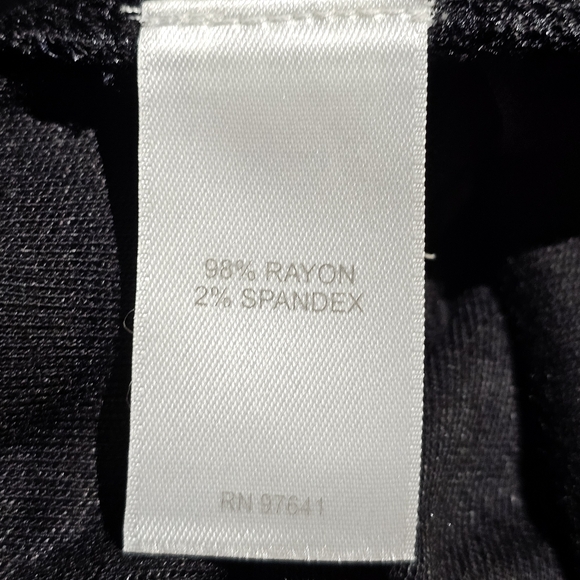 98% RAYON
2% SPANDEX
RN 97641